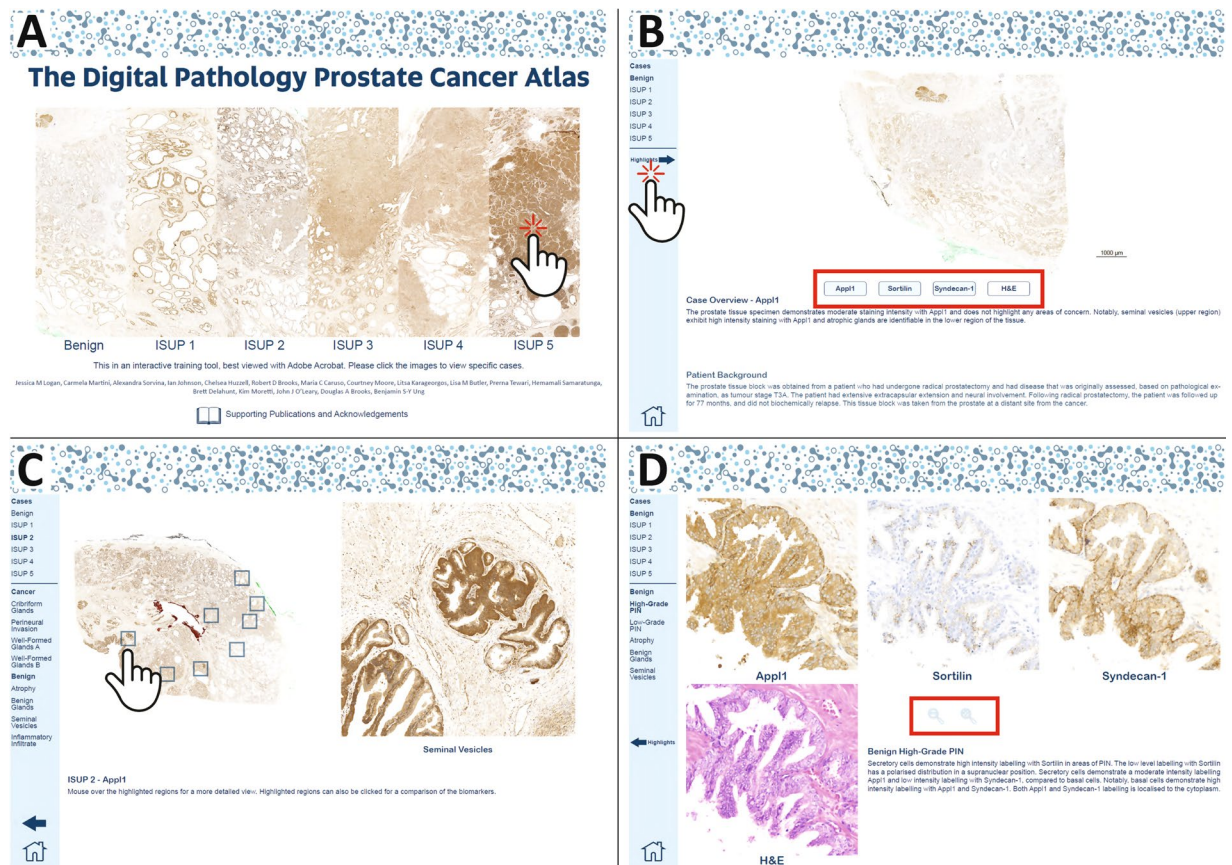 A
The Digital Pathology Prostate Cancer Atlas
Benign ISUP 1 ISUP 2 ISUP 3 ISUP 4 ISUP 5
This in an interactive training tool, best viewed with Adobe Acrobat. Please click the images to view specific cases.
Jessica M Logan, Carmela Martini, Alexandra Sorvina, Ian Johnson, Chelsea Huzzell, Robert D Brooks, Maria C Caruso, Courtney Moore, Litsa Karageorgos, Lisa M Butler, Prerna Tewari, Hemamali Samaratunga,
Brett Delahunt, Kim Moretti, John J O'Leary, Douglas A Brooks, Benjamin S-Y Ung
Supporting Publications and Acknowledgements
B
Cases
Benign
ISUP 1
ISUP 2
ISUP 3
ISUP 4
ISUP 5
Highlights
1000 µm
Appl1 Sortilin Syndecan-1 H&E
Case Overview - Appl1
The prostate tissue specimen demonstrates moderate staining intensity with Appl1 and does not highlight any areas of concern. Notably, seminal vesicles (upper region)
exhibit high intensity staining with Appl1 and atrophic glands are identifiable in the lower region of the tissue.
Patient Background
The prostate tissue block was obtained from a patient who had undergone radical prostatectomy and had disease that was originally assessed, based on pathological ex-
amination, as tumour stage T3A. The patient had extensive extracapsular extension and neural involvement. Following radical prostatectomy, the patient was followed up
for 77 months, and did not biochemically relapse. This tissue block was taken from the prostate at a distant site from the cancer.
C
Cases
Benign
ISUP 1
ISUP 2
ISUP 3
ISUP 4
ISUP 5
Cancer
Cribriform
Glands
Perineural
Invasion
Well-Formed
Glands A
Well-Formed
Glands B
Benign
Atrophy
Benign
Glands
Seminal
Vesicles
Inflammatory
Infiltrate
Seminal Vesicles
ISUP 2 - Appl1
Mouse over the highlighted regions for a more detailed view. Highlighted regions can also be clicked for a comparison of the biomarkers.
D
Cases
Benign
ISUP 1
ISUP 2
ISUP 3
ISUP 4
ISUP 5
Benign
High-Grade
PIN
Low-Grade
PIN
Atrophy
Benign
Glands
Seminal
Vesicles
Highlights
Appl1 Sortilin Syndecan-1
H&E
Benign High-Grade PIN
Secretory cells demonstrate high intensity labelling with Sortilin in areas of PIN. The low level labelling with Sortilin
has a polarised distribution in a supranuclear position. Secretory cells demonstrate a moderate intensity labelling
Appl1 and low intensity labelling with Syndecan-1, compared to basal cells. Notably, basal cells demonstrate high
intensity labelling with Appl1 and Syndecan-1. Both Appl1 and Syndecan-1 labelling is localised to the cytoplasm.